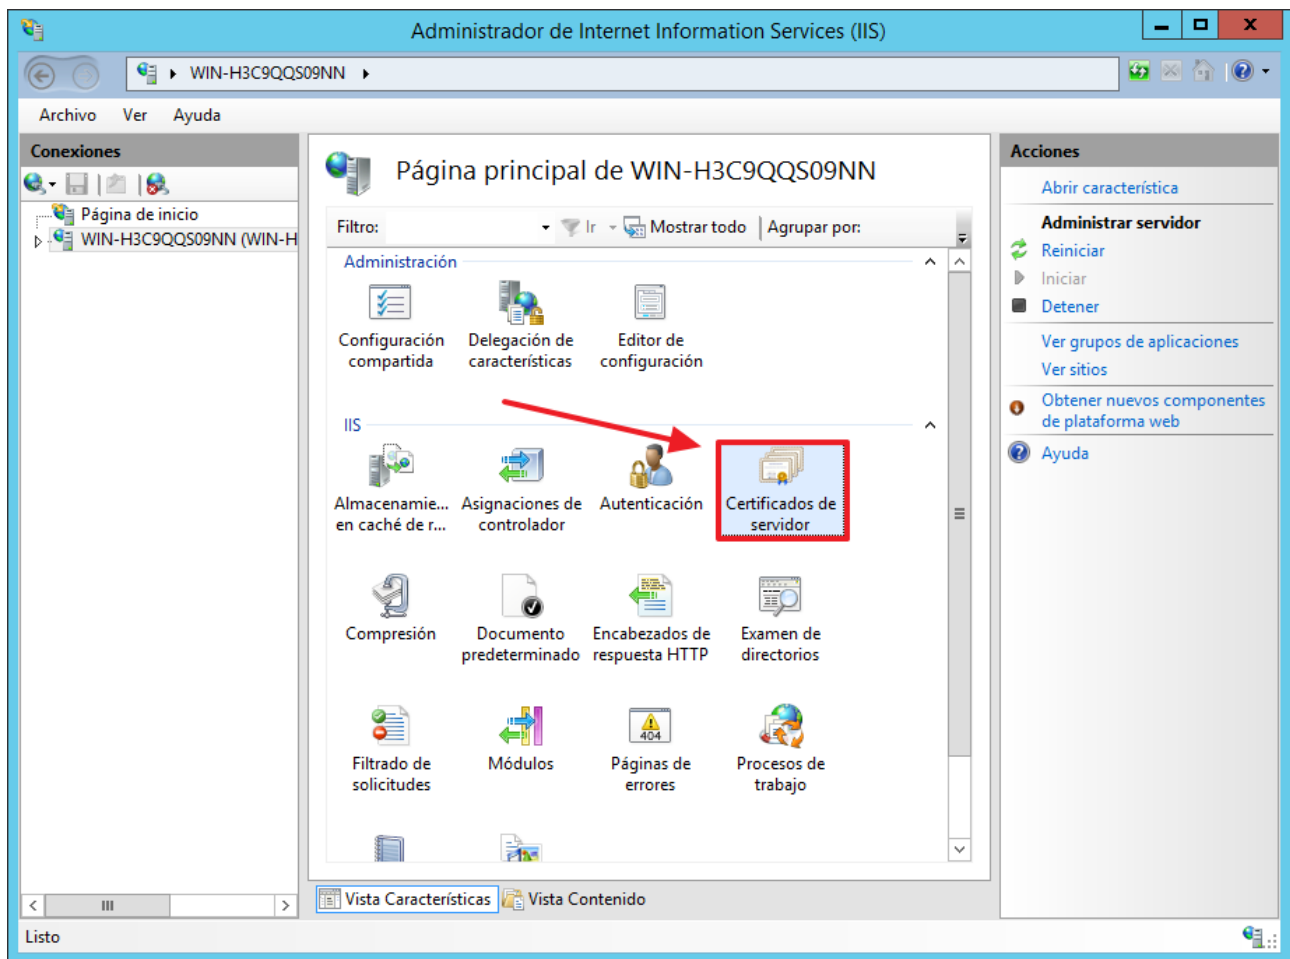 Administrador de Internet Information Services (IIS)
WIN-H3C9QQS09NN
Archivo Ver Ayuda
Conexiones
Página de inicio
WIN-H3C9QQS09NN (WIN-H
Página principal de WIN-H3C9QQS09NN
Filtro: Ir Mostrar todo Agrupar por:
Administración
Configuración compartida
Delegación de características
Editor de configuración
IIS
Almacenamie... en caché de r...
Asignaciones de controlador
Autenticación
Certificados de servidor
Compresión
Documento predeterminado
Encabezados de respuesta HTTP
Examen de directorios
Filtrado de solicitudes
Módulos
404
Páginas de errores
Procesos de trabajo
Vista Características Vista Contenido
Acciones
Abrir característica
Administrar servidor
Reiniciar
Iniciar
Detener
Ver grupos de aplicaciones
Ver sitios
Obtener nuevos componentes
de plataforma web
Ayuda
Listo